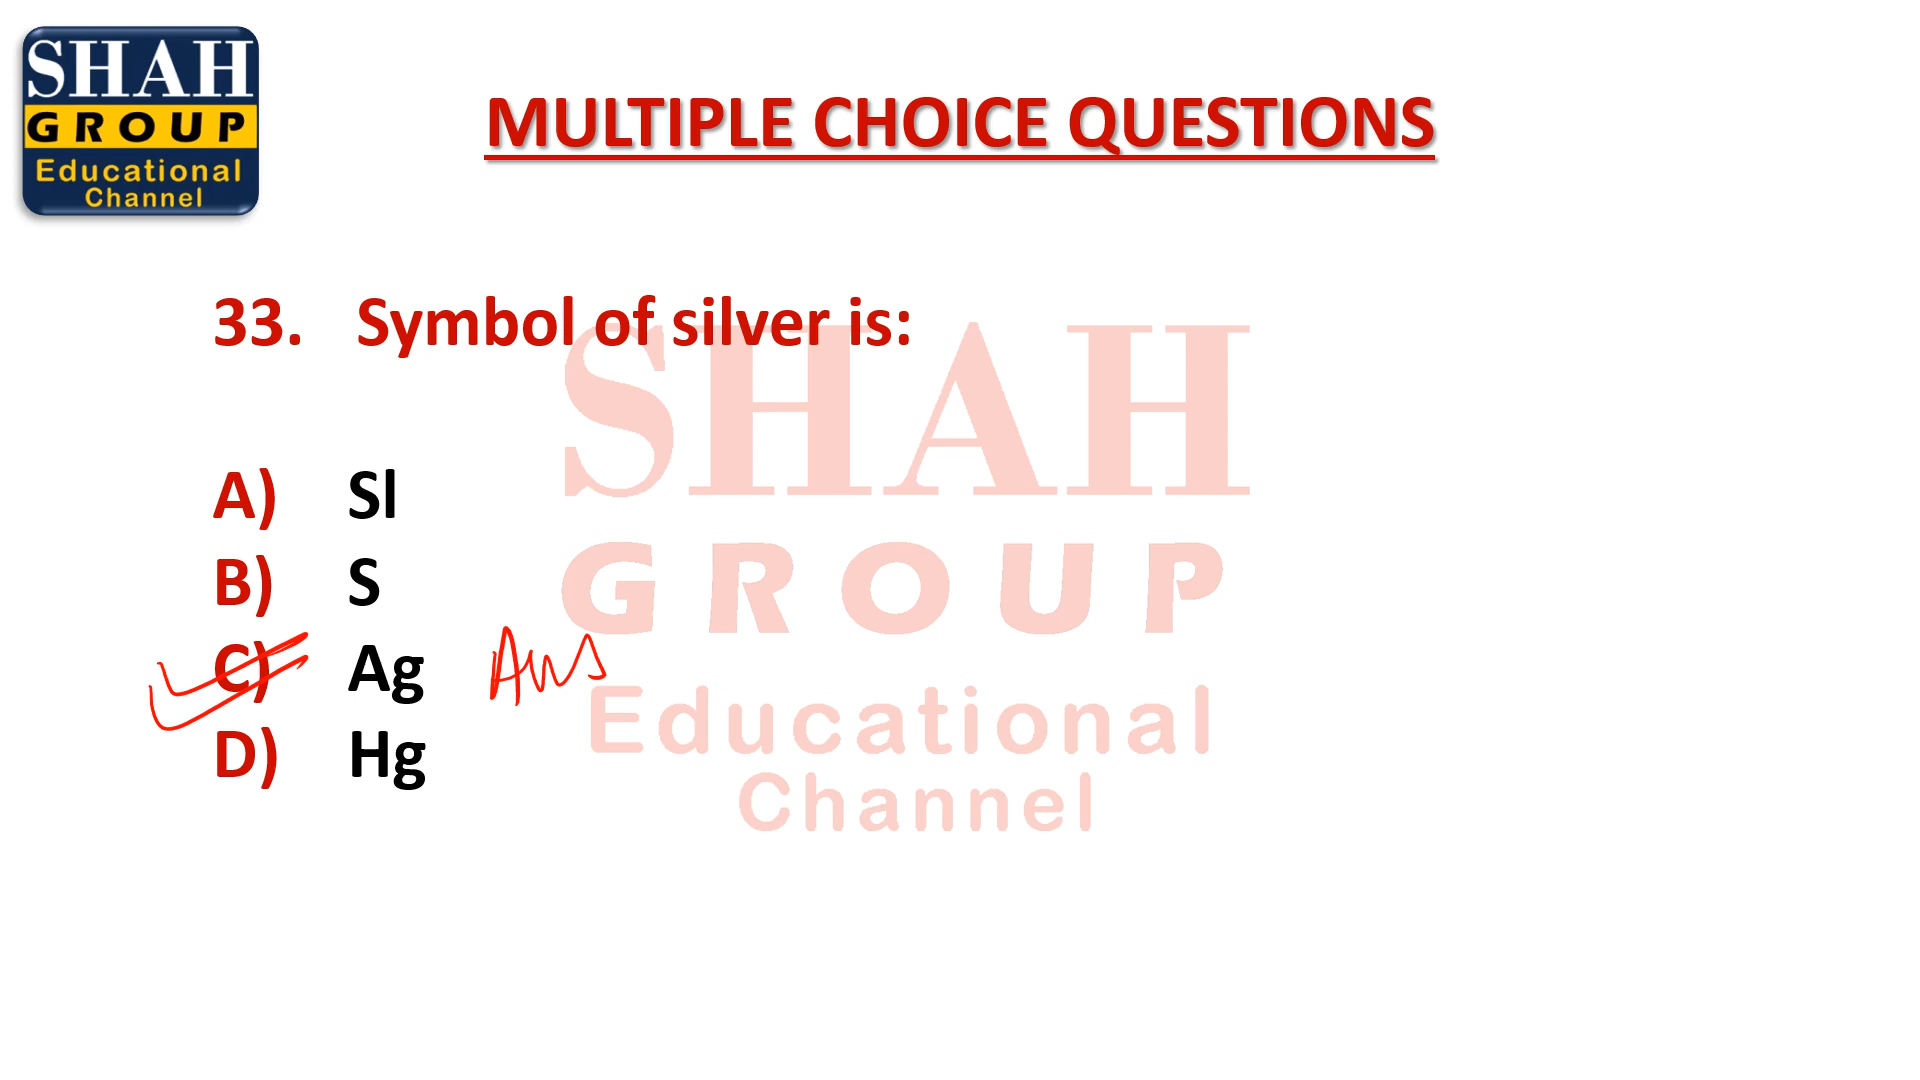 SHAH
GROUP
Educational
Channel
MULTIPLE CHOICE QUESTIONS
33. Symbol of silver is:
A) Sl
B) S
C) Ag Ans
D) Hg
SHAH
GROUP
Educational
Channel